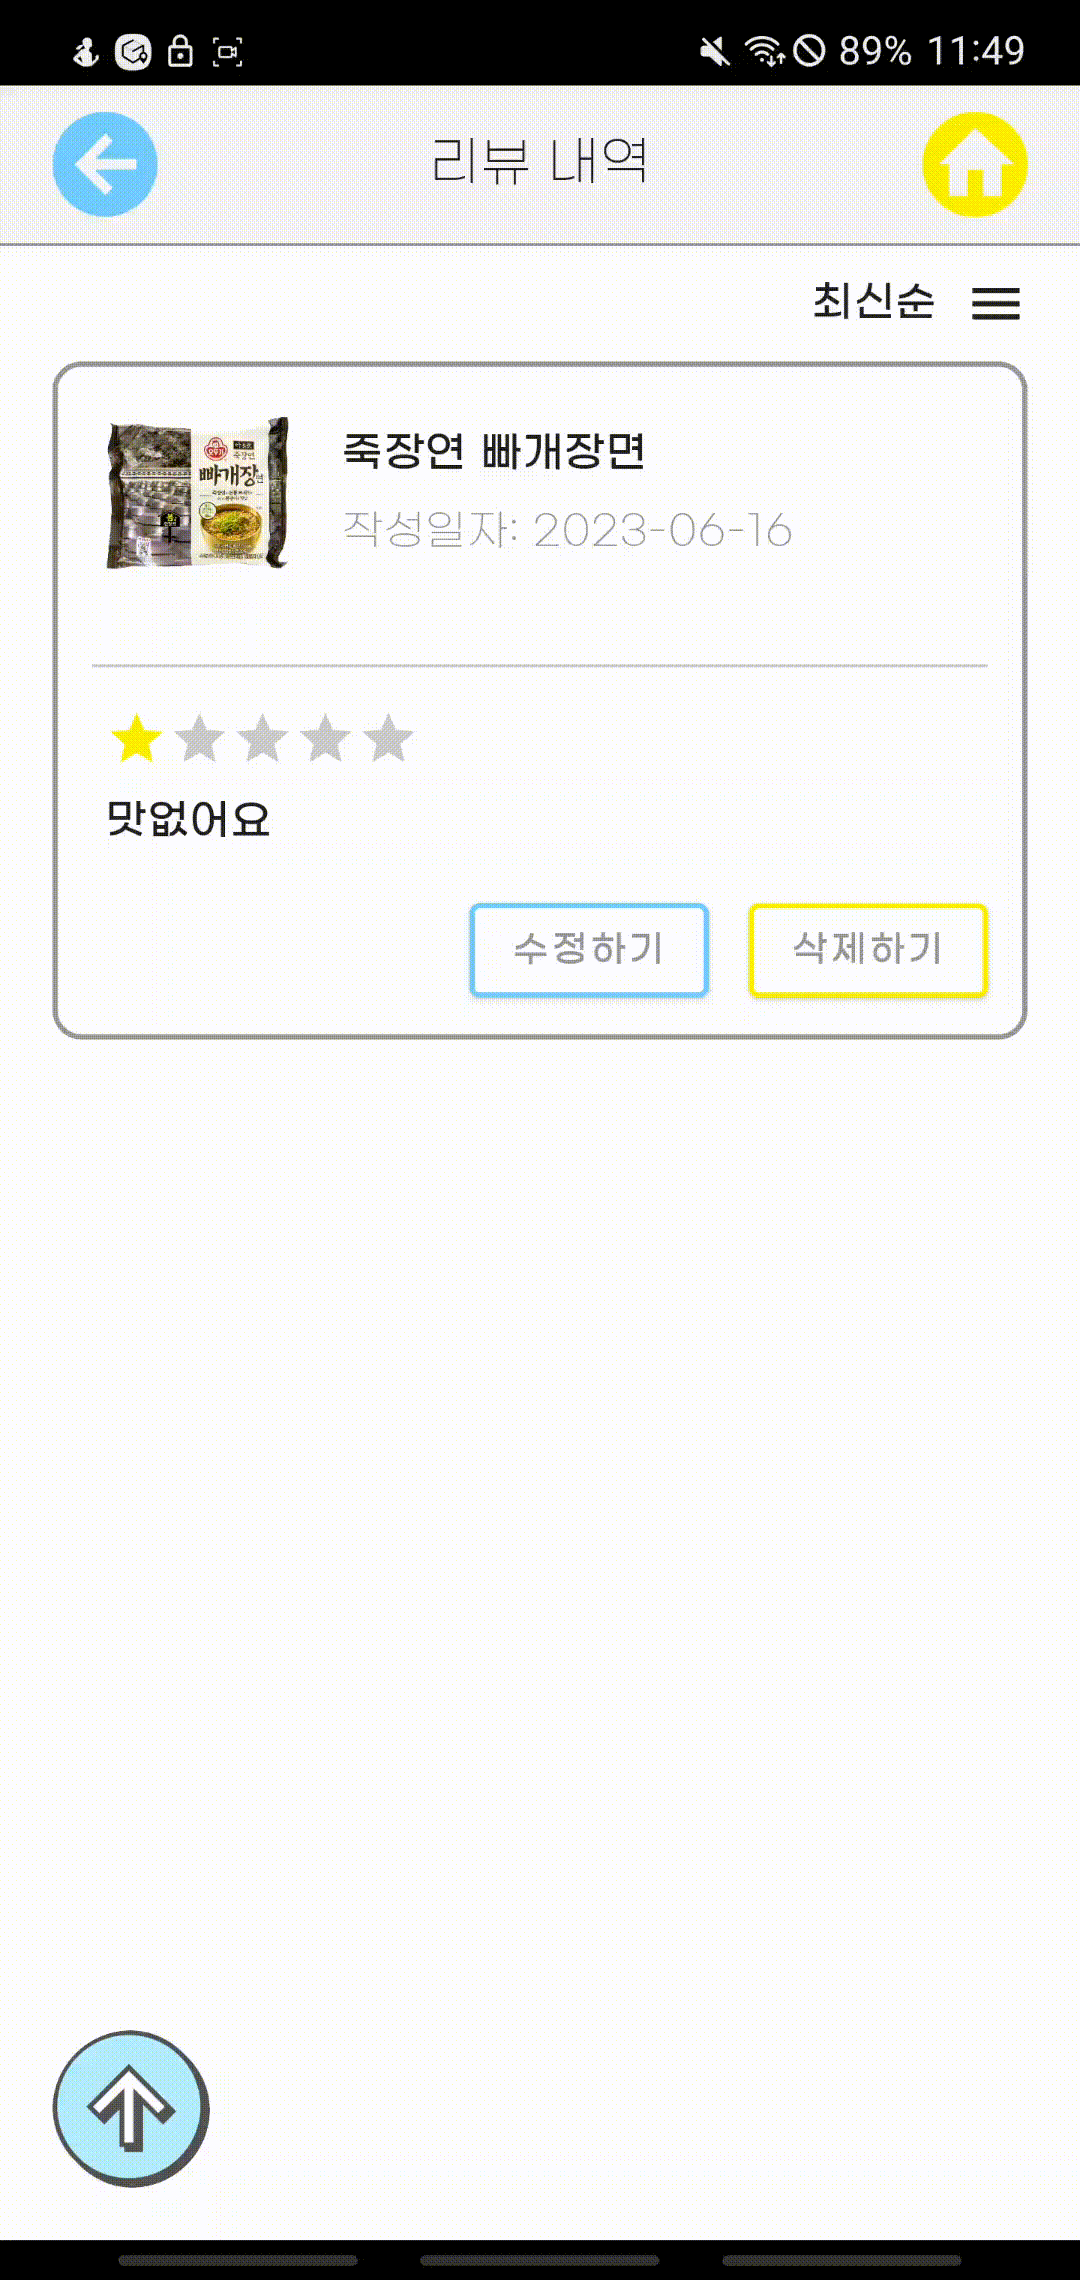 89% 11:49
리뷰 내역
최신순
오뚜기
죽장연
빠개장면
죽장연 빠개장면
작성일자: 2023-06-16
맛없어요
수정하기 삭제하기